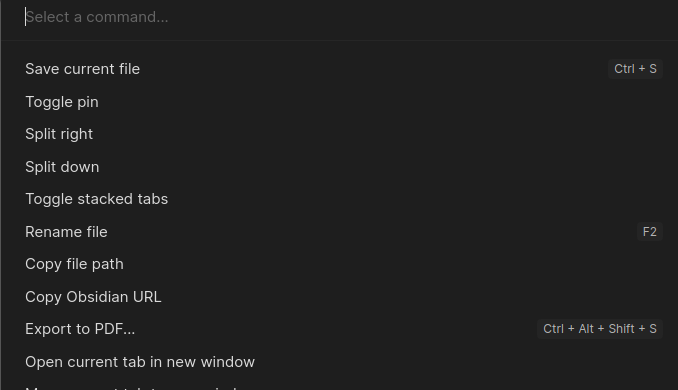 Select a command...
Save current file Ctrl + S
Toggle pin
Split right
Split down
Toggle stacked tabs
Rename file F2
Copy file path
Copy Obsidian URL
Export to PDF... Ctrl + Alt + Shift + S
Open current tab in new window